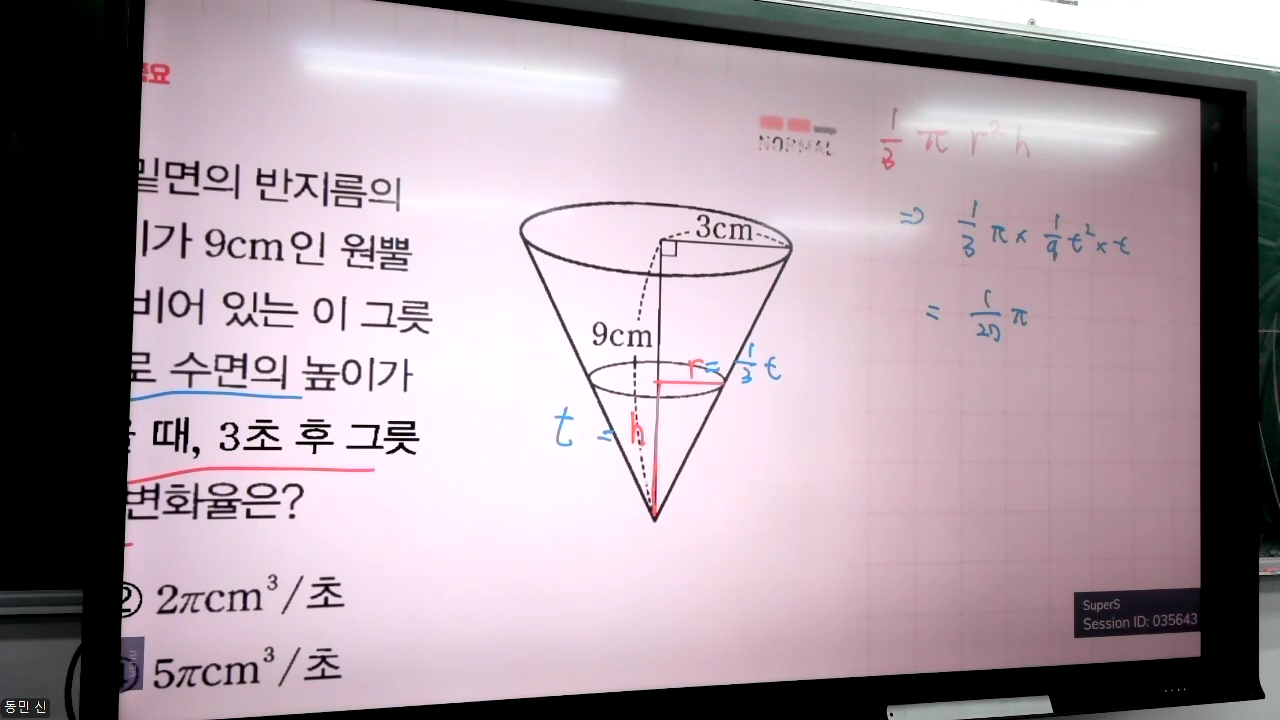 밑면의 반지름의
가 9cm인 원뿔
비어 있는 이 그릇
로 수면의 높이가
때, 3초 후 그릇
변화율은?
② 2πcm³/초
5πcm³/초
NORMAL
3cm
9cm
r = 1/3 t
t = h
1/3 π r² h
⇒ 1/3 π × 1/9 t² × t
= 1/27 π
MENU
SuperS
Session ID: 035643
동민 신